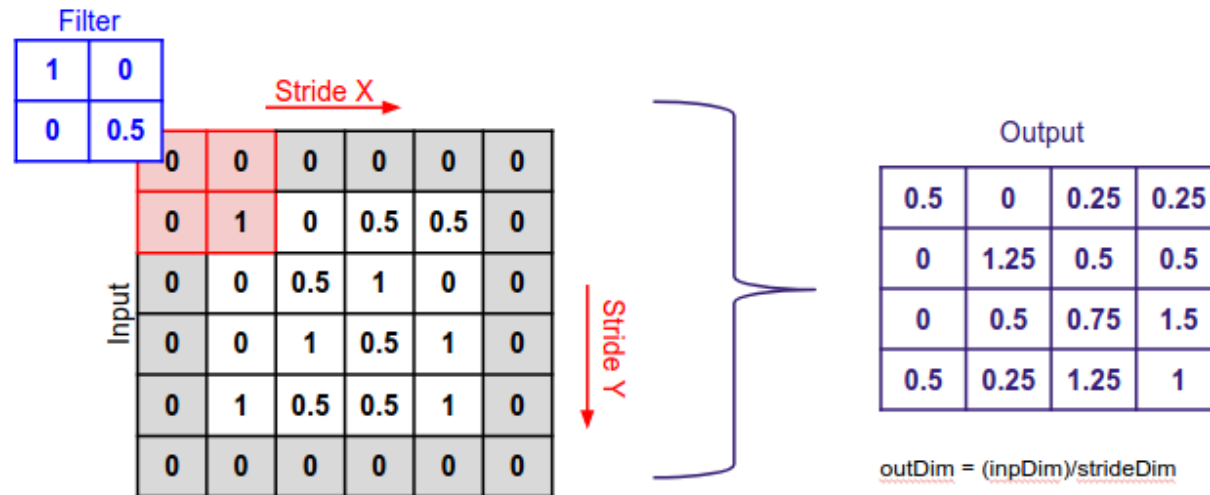 Filter
1 0
0 0.5
Stride X
Input
0 0 0 0 0 0
0 1 0 0.5 0.5 0
0 0 0.5 1 0 0
0 0 1 0.5 1 0
0 1 0.5 0.5 1 0
0 0 0 0 0 0
Stride Y
Output
0.5 0 0.25 0.25
0 1.25 0.5 0.5
0 0.5 0.75 1.5
0.5 0.25 1.25 1
outDim = (inpDim)/strideDim